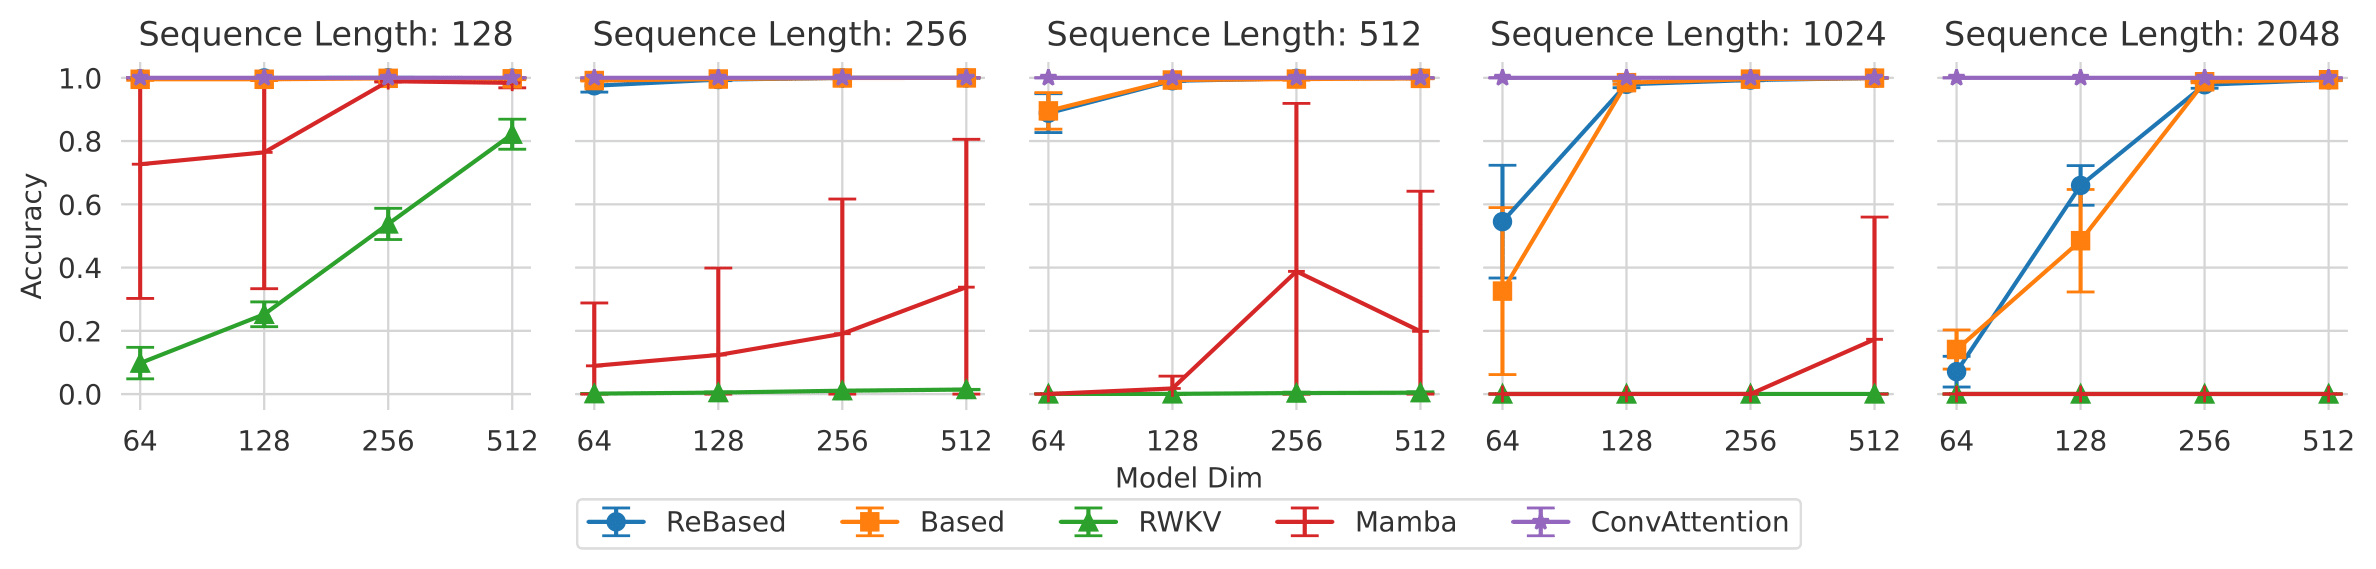 Sequence Length: 128
Sequence Length: 256
Sequence Length: 512
Sequence Length: 1024
Sequence Length: 2048
Accuracy
1.0
0.8
0.6
0.4
0.2
0.0
64 128 256 512
64 128 256 512
64 128 256 512
64 128 256 512
64 128 256 512
Model Dim
ReBased Based RWKV Mamba ConvAttention